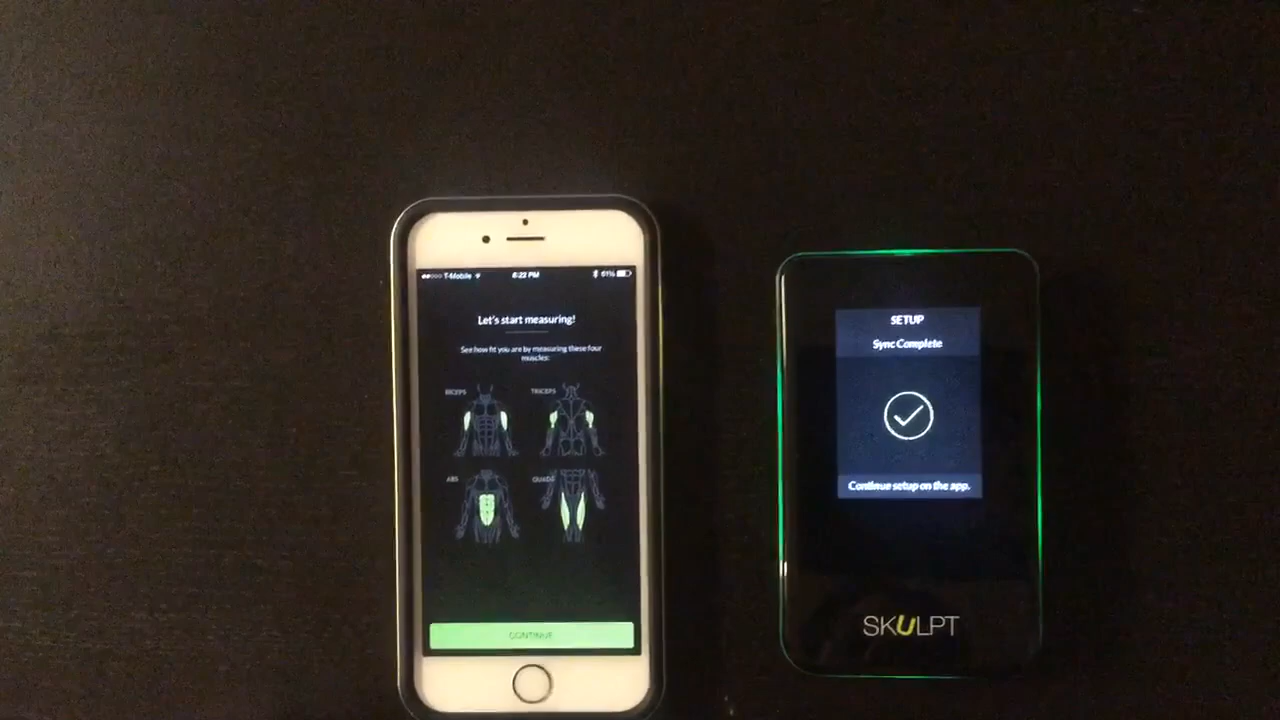 T-Mobile
6:22 PM
61%
Let's start measuring!
See how fit you are by measuring these four
muscles:
BICEPS
TRICEPS
ABS
QUADS
CONTINUE
SETUP
Sync Complete
Continue setup on the app.
SKULPT